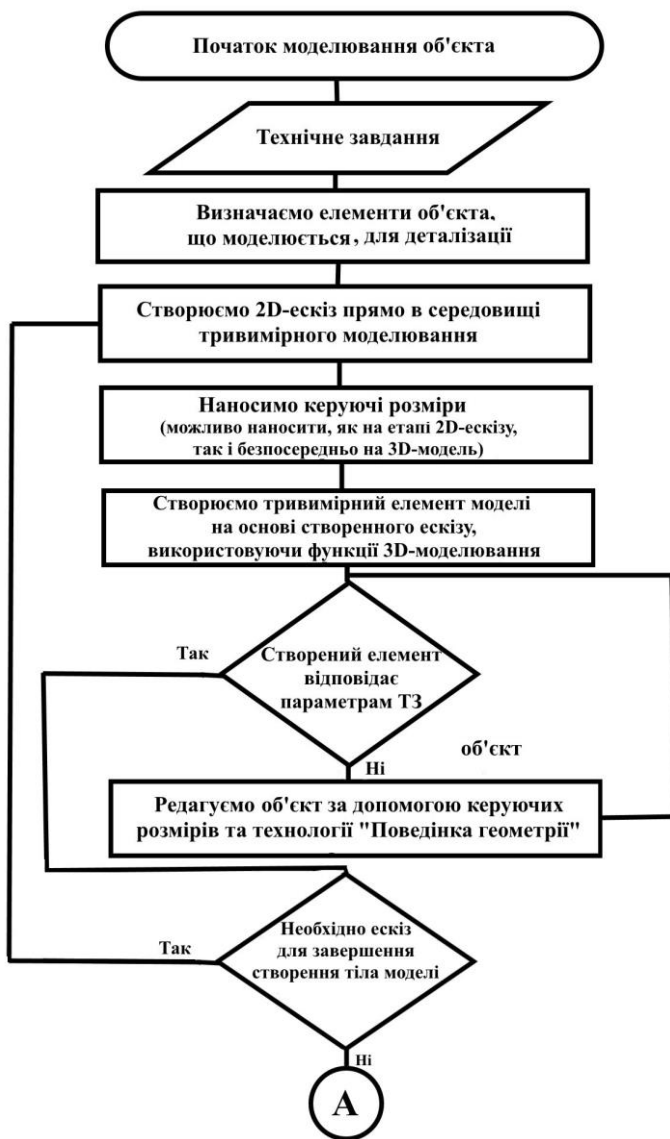 Початок моделювання об'єкта
Технічне завдання
Визначаємо елементи об'єкта,
що моделюється, для деталізації
Створюємо 2D-ескіз прямо в середовищі
тривимірного моделювання
Наносимо керуючі розміри
(можливо наносити, як на етапі 2D-ескізу,
так і безпосередньо на 3D-модель)
Створюємо тривимірний елемент моделі
на основі створенного ескізу,
використовуючи функції 3D-моделювання
Так
Створений елемент
відповідає
параметрам ТЗ
об'єкт
Ні
Редагуємо об'єкт за допомогою керуючих
розмірів та технології "Поведінка геометрії"
Так
Необхідно ескіз
для завершення
створення тіла моделі
Ні
А